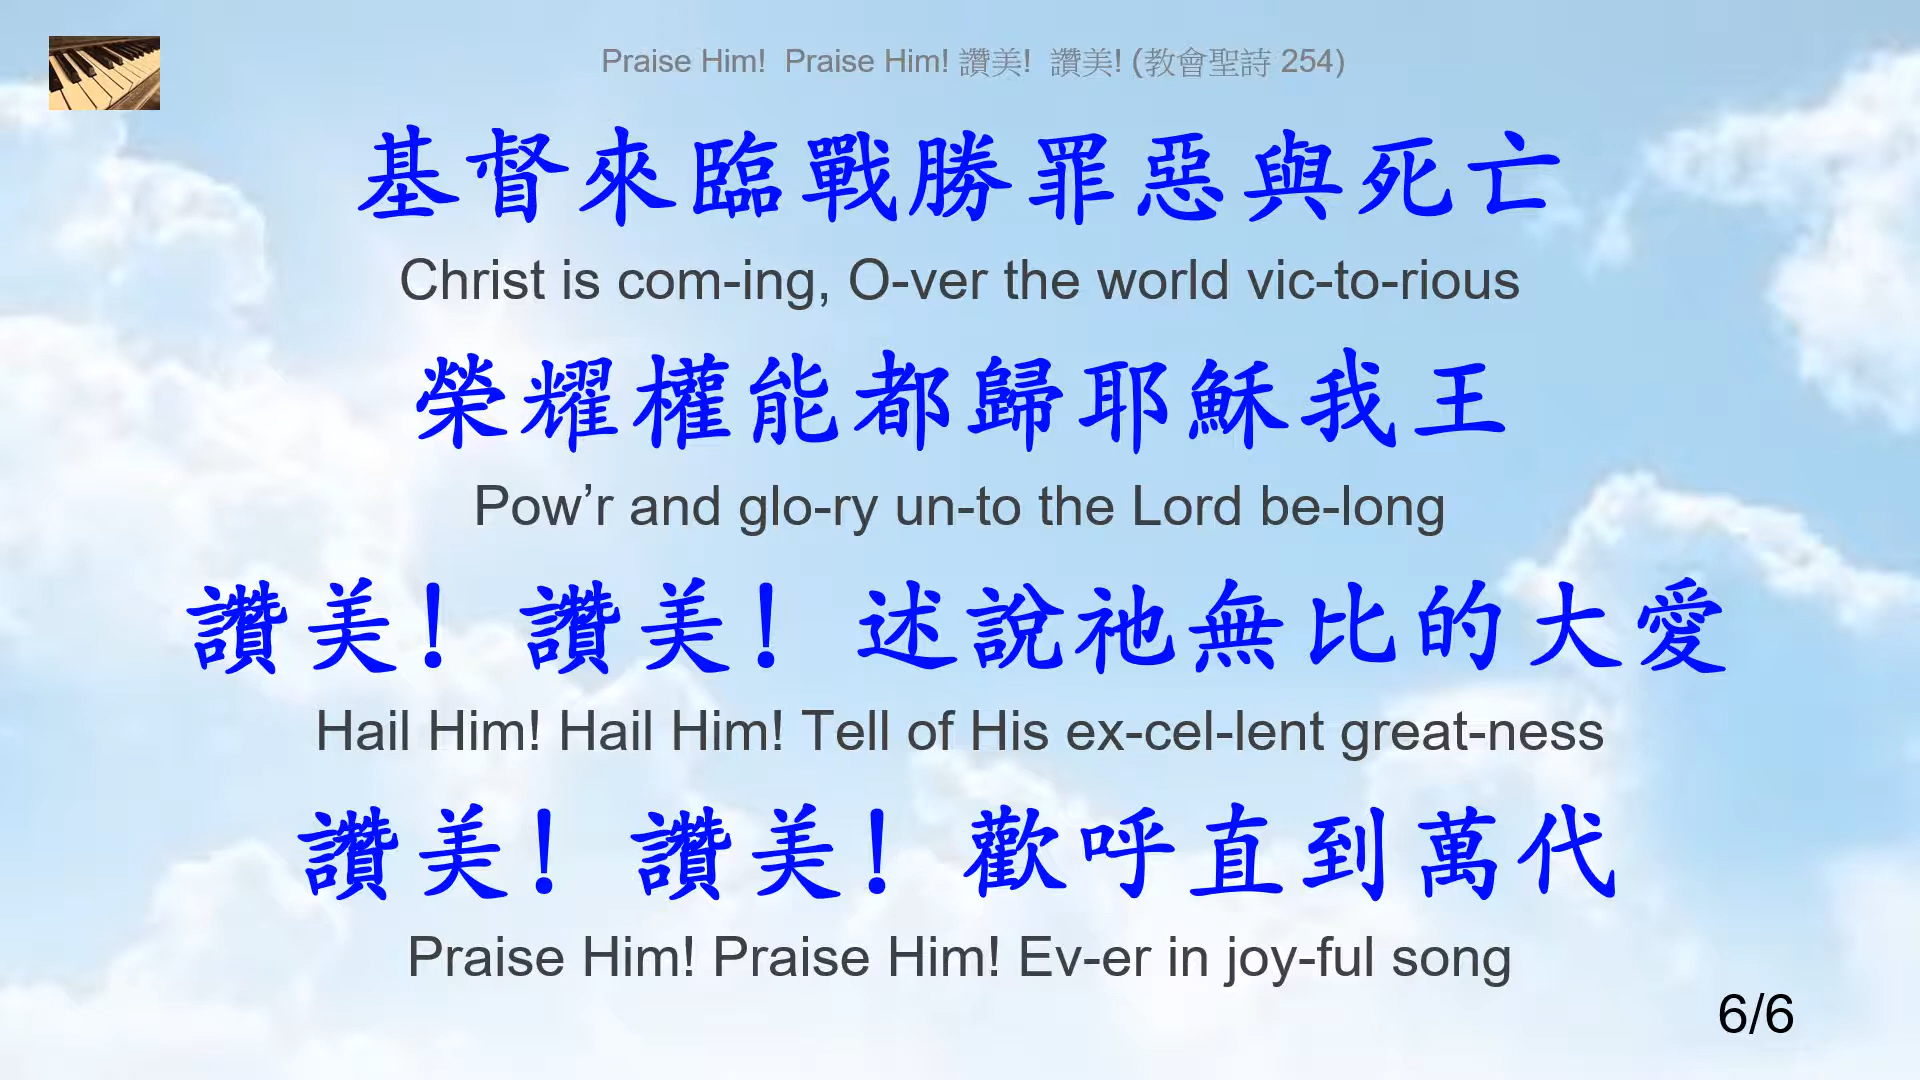 Praise Him!  Praise Him! 讚美!  讚美! (教會聖詩 254)
基督來臨戰勝罪惡與死亡
Christ is com-ing, O-ver the world vic-to-rious
榮耀權能都歸耶穌我王
Pow’r and glo-ry un-to the Lord be-long
讚美! 讚美! 述說祂無比的大愛
Hail Him! Hail Him! Tell of His ex-cel-lent great-ness
讚美! 讚美! 歡呼直到萬代
Praise Him! Praise Him! Ev-er in joy-ful song
6/6